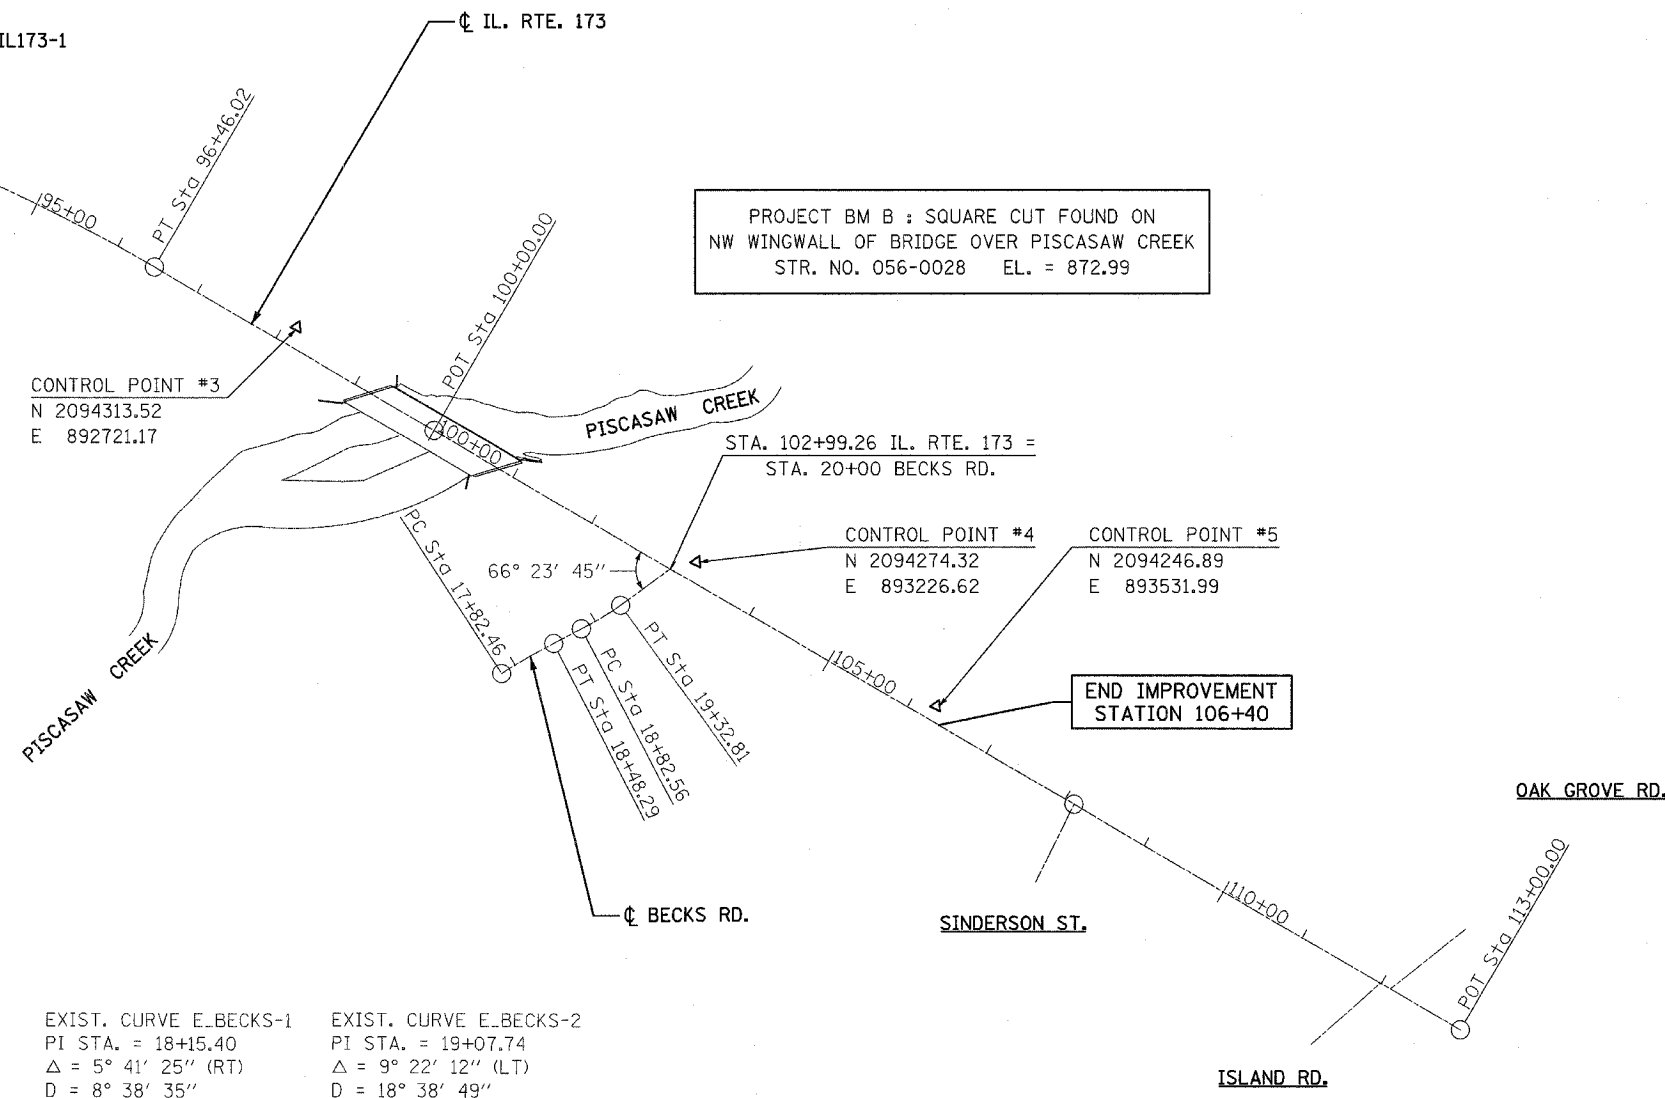 ℄ IL. RTE. 173
IL173-1
PT Sta 96+46.02
95+00
POT Sta 100+00.00
PROJECT BM B : SQUARE CUT FOUND ON
NW WINGWALL OF BRIDGE OVER PISCASAW CREEK
STR. NO. 056-0028 EL. = 872.99
CONTROL POINT #3
N 2094313.52
E 892721.17
PISCASAW CREEK
100+00
STA. 102+99.26 IL. RTE. 173 =
STA. 20+00 BECKS RD.
CONTROL POINT #4
N 2094274.32
E 893226.62
CONTROL POINT #5
N 2094246.89
E 893531.99
66° 23' 45"
PC Sta 17+82.46
PT Sta 18+48.29
PC Sta 18+82.56
PT Sta 19+32.81
PISCASAW CREEK
105+00
END IMPROVEMENT
STATION 106+40
OAK GROVE RD.
℄ BECKS RD.
SINDERSON ST.
110+00
POT Sta 113+00.00
ISLAND RD.
EXIST. CURVE E_BECKS-1
PI STA. = 18+15.40
Δ = 5° 41' 25" (RT)
D = 8° 38' 35"
EXIST. CURVE E_BECKS-2
PI STA. = 19+07.74
Δ = 9° 22' 12" (LT)
D = 18° 38' 49"